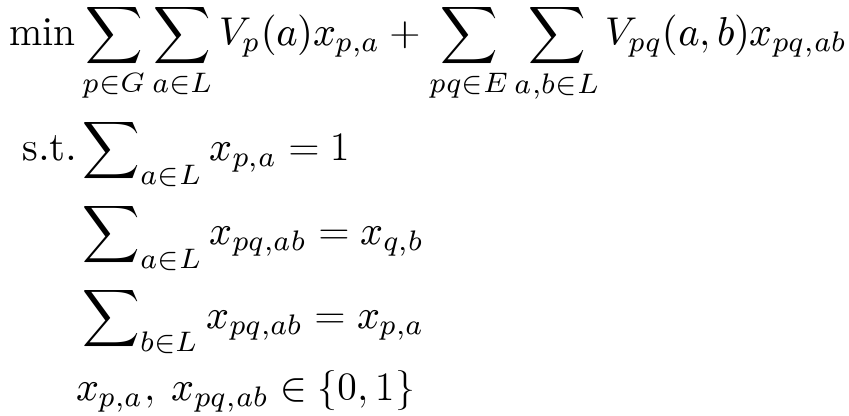 min ∑_{p∈G} ∑_{a∈L} V_p(a)x_{p,a} + ∑_{pq∈E} ∑_{a,b∈L} V_{pq}(a,b)x_{pq,ab}
s.t. ∑_{a∈L} x_{p,a} = 1
∑_{a∈L} x_{pq,ab} = x_{q,b}
∑_{b∈L} x_{pq,ab} = x_{p,a}
x_{p,a}, x_{pq,ab} ∈ {0,1}